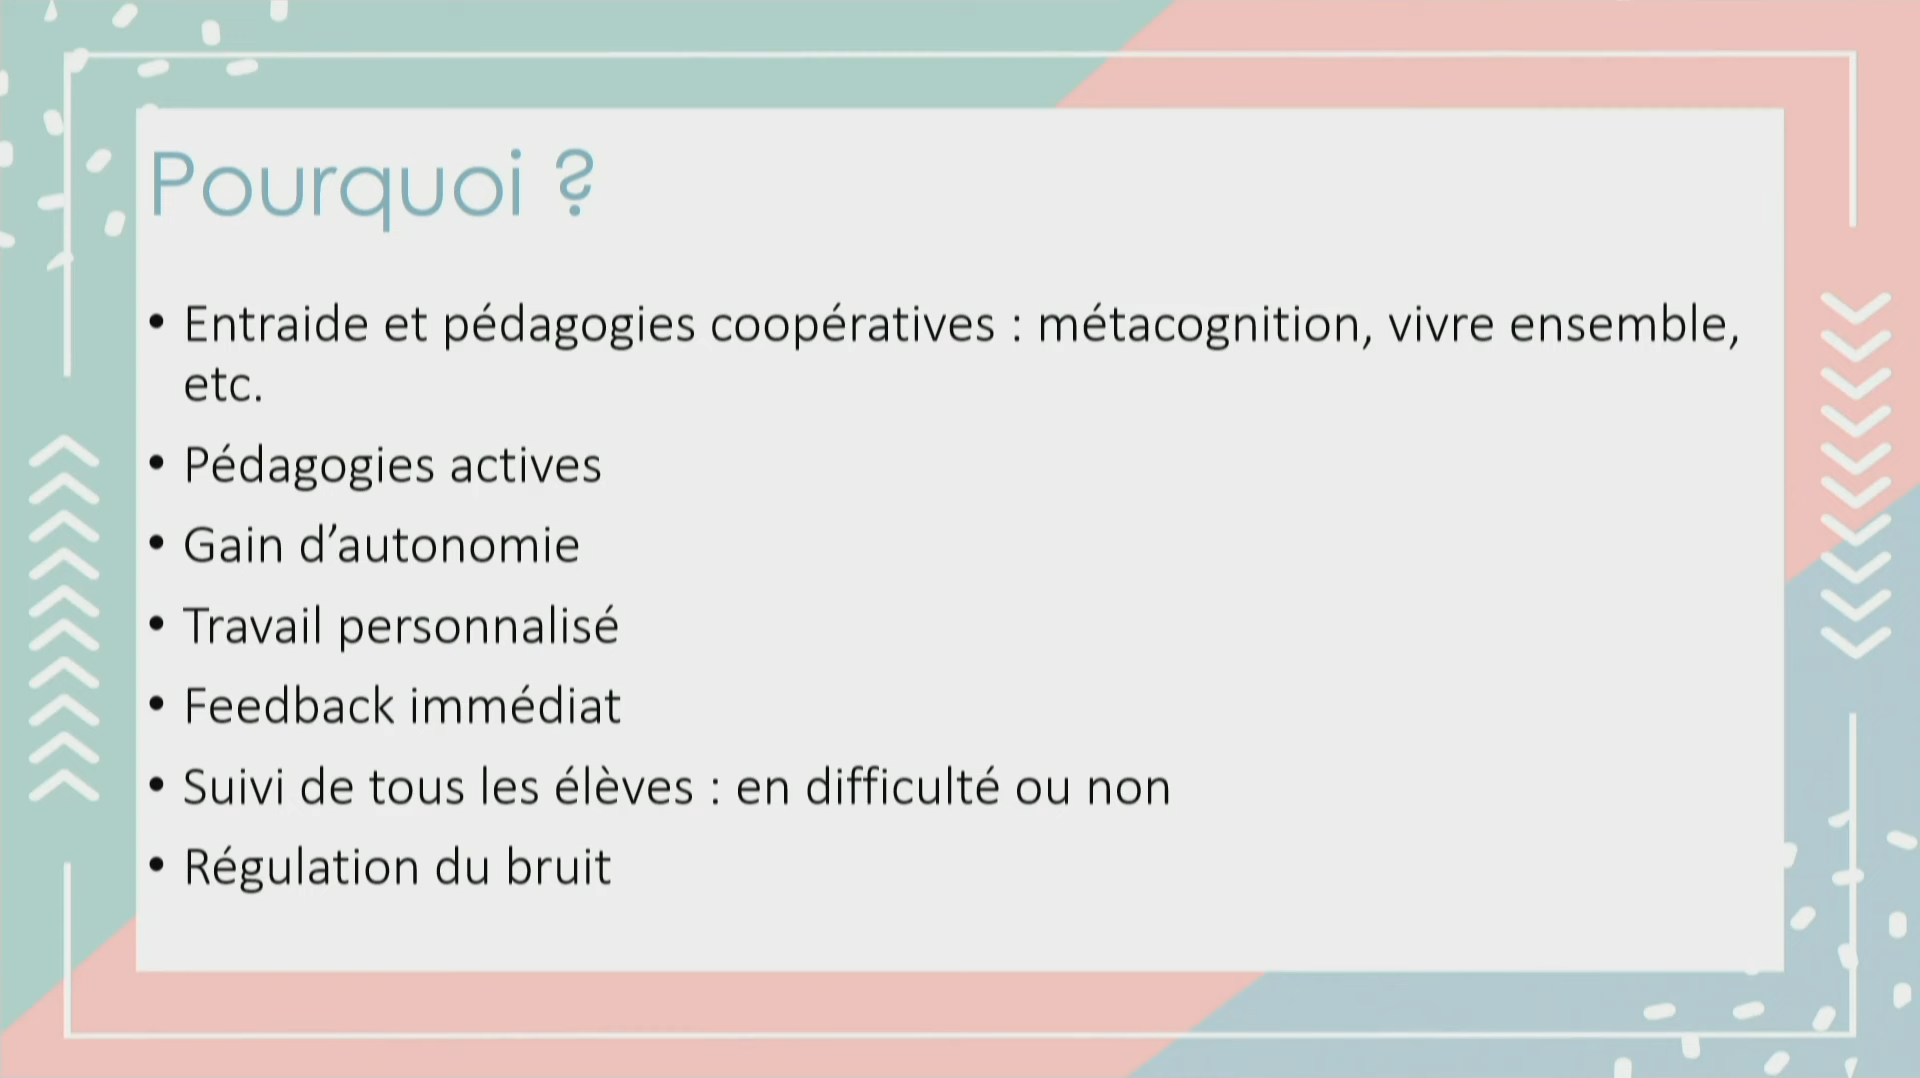 Pourquoi ?
• Entraide et pédagogies coopératives : métacognition, vivre ensemble,
etc.
• Pédagogies actives
• Gain d’autonomie
• Travail personnalisé
• Feedback immédiat
• Suivi de tous les élèves : en difficulté ou non
• Régulation du bruit